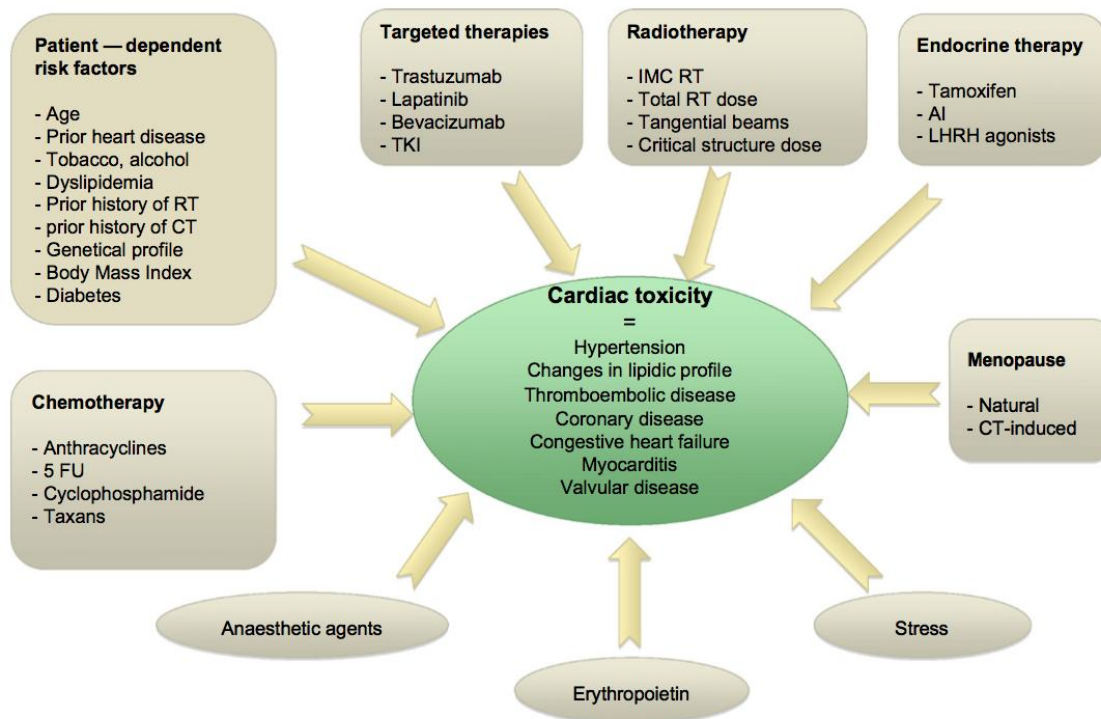 Patient — dependent
risk factors
- Age
- Prior heart disease
- Tobacco, alcohol
- Dyslipidemia
- Prior history of RT
- prior history of CT
- Genetical profile
- Body Mass Index
- Diabetes
Targeted therapies
- Trastuzumab
- Lapatinib
- Bevacizumab
- TKI
Radiotherapy
- IMC RT
- Total RT dose
- Tangential beams
- Critical structure dose
Endocrine therapy
- Tamoxifen
- AI
- LHRH agonists
Cardiac toxicity
=
Hypertension
Changes in lipidic profile
Thromboembolic disease
Coronary disease
Congestive heart failure
Myocarditis
Valvular disease
Menopause
- Natural
- CT-induced
Chemotherapy
- Anthracyclines
- 5 FU
- Cyclophosphamide
- Taxans
Anaesthetic agents
Erythropoietin
Stress